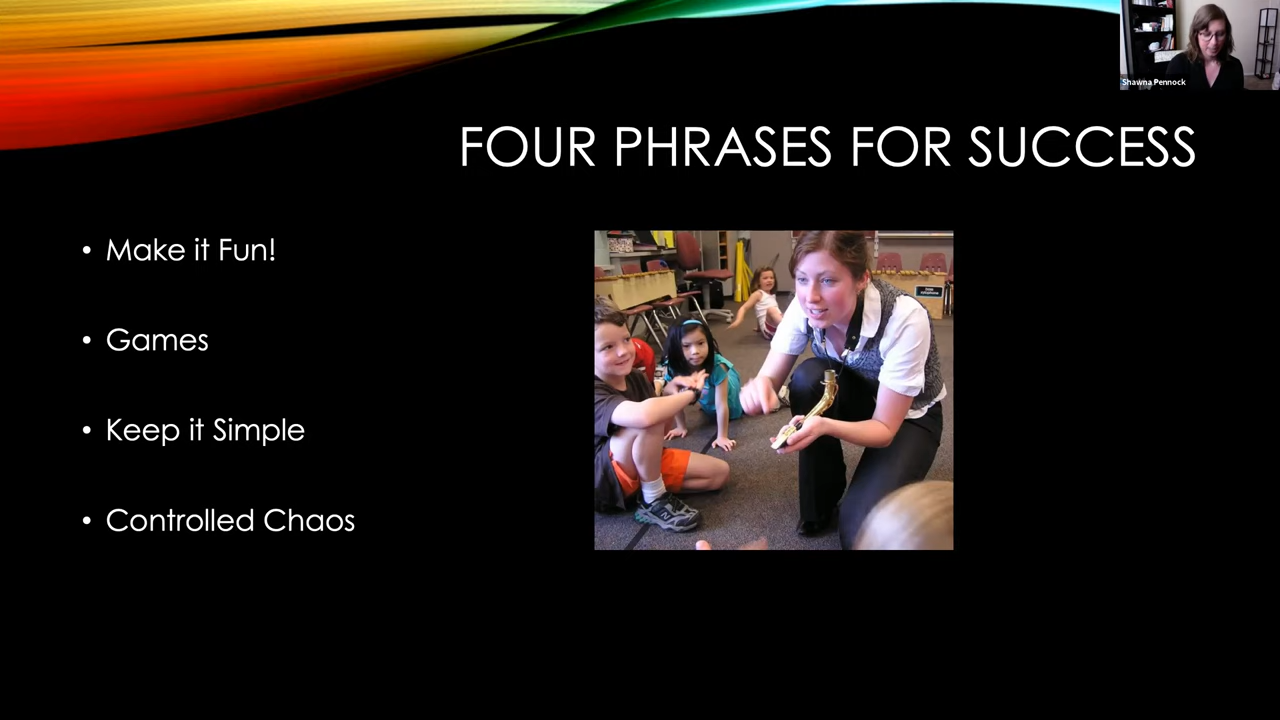 Shawna Pennock
FOUR PHRASES FOR SUCCESS
• Make it Fun!
• Games
• Keep it Simple
• Controlled Chaos